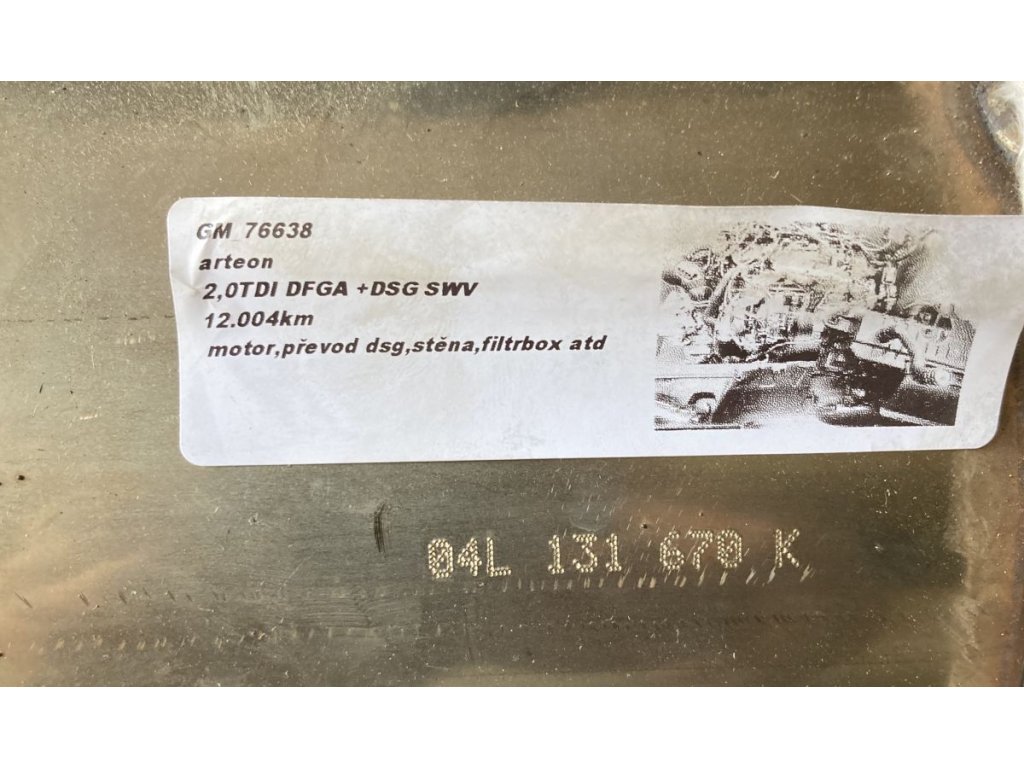 GM 76638
arteon
2,0TDI DFGA +DSG SWV
12.004km
motor,převod dsg,stěna,filtrbox atd
04L 131 670 K